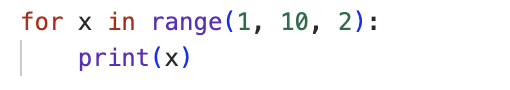 for x in range(1, 10, 2):
    print(x)